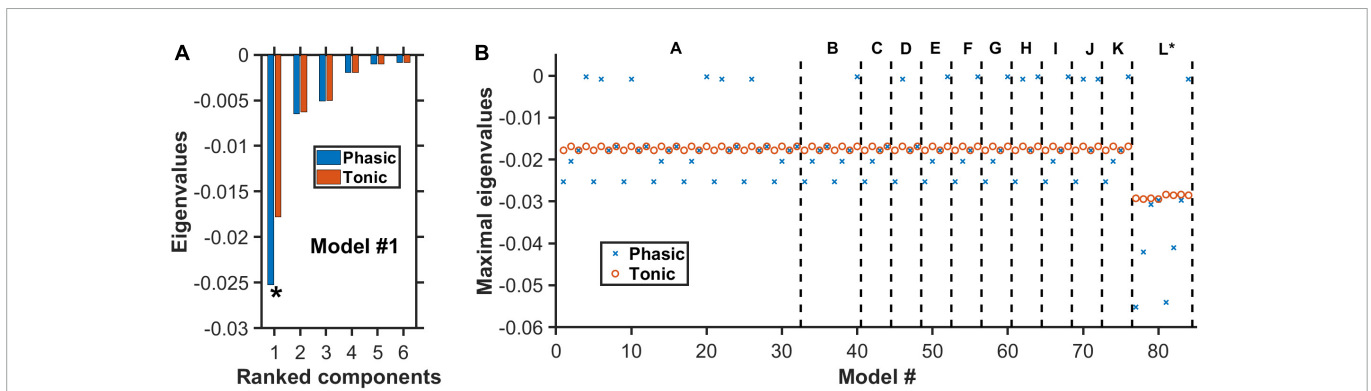 A
0
-0.005
-0.01
-0.015
-0.02
-0.025
-0.03
Eigenvalues
Phasic
Tonic
Model #1
*
1 2 3 4 5 6
Ranked components
B
A B C D E F G H I J K L*
0
-0.01
-0.02
-0.03
-0.04
-0.05
-0.06
Maximal eigenvalues
Phasic
Tonic
0 10 20 30 40 50 60 70 80
Model #